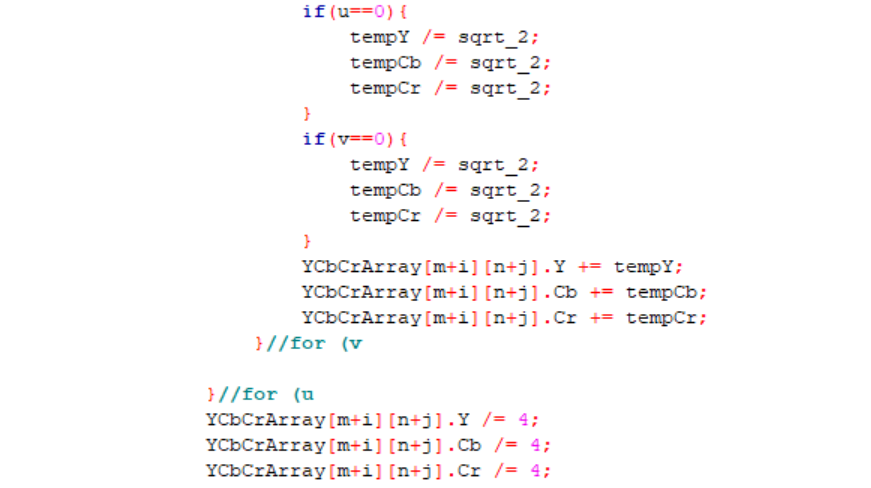 if(u==0){
tempY /= sqrt_2;
tempCb /= sqrt_2;
tempCr /= sqrt_2;
}
if(v==0){
tempY /= sqrt_2;
tempCb /= sqrt_2;
tempCr /= sqrt_2;
}
YCbCrArray[m+i][n+j].Y += tempY;
YCbCrArray[m+i][n+j].Cb += tempCb;
YCbCrArray[m+i][n+j].Cr += tempCr;
}//for (v
}//for (u
YCbCrArray[m+i][n+j].Y /= 4;
YCbCrArray[m+i][n+j].Cb /= 4;
YCbCrArray[m+i][n+j].Cr /= 4;